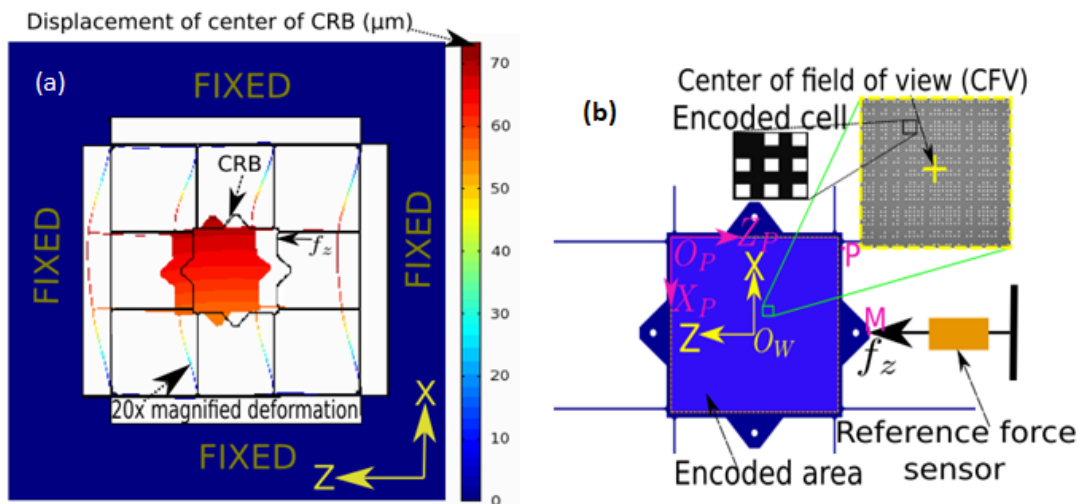 Displacement of center of CRB (μm)
(a)
FIXED
CRB
f_z
FIXED
FIXED
20x magnified deformation
FIXED
X
Z
70
60
50
40
30
20
10
0
(b)
Center of field of view (CFV)
Encoded cell
O_P
Z_P
X_P
P
X
Z
O_W
M
f_z
Encoded area
Reference force
sensor